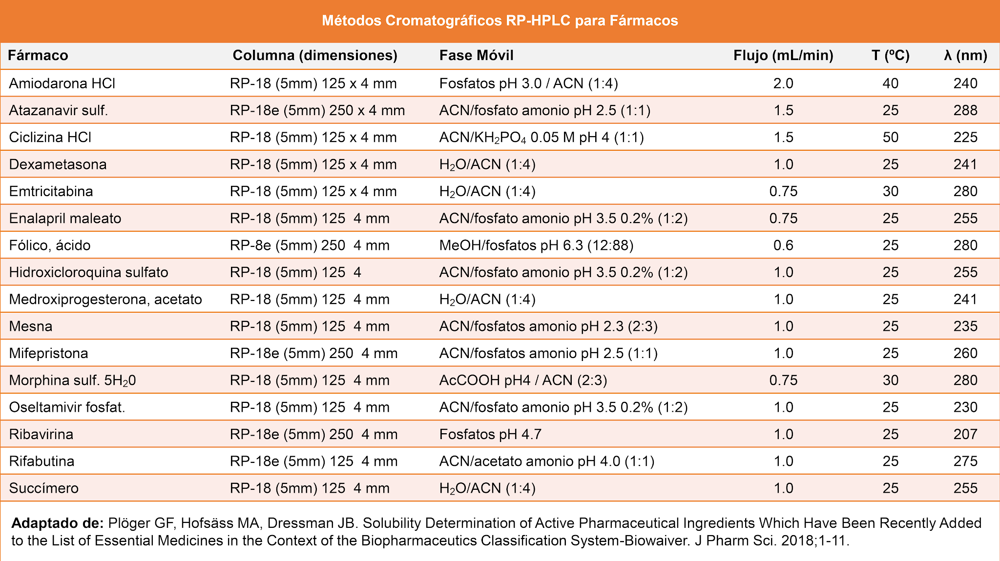 Métodos Cromatográficos RP-HPLC para Fármacos
Fármaco Columna (dimensiones) Fase Móvil Flujo (mL/min) T (ºC) λ (nm)
Amiodarona HCl RP-18 (5mm) 125 x 4 mm Fosfatos pH 3.0 / ACN (1:4) 2.0 40 240
Atazanavir sulf. RP-18e (5mm) 250 x 4 mm ACN/fosfato amonio pH 2.5 (1:1) 1.5 25 288
Ciclizina HCl RP-18 (5mm) 125 x 4 mm ACN/KH₂PO₄ 0.05 M pH 4 (1:1) 1.5 50 225
Dexametasona RP-18 (5mm) 125 x 4 mm H₂O/ACN (1:4) 1.0 25 241
Emtricitabina RP-18 (5mm) 125 x 4 mm H₂O/ACN (1:4) 0.75 30 280
Enalapril maleato RP-18 (5mm) 125 4 mm ACN/fosfato amonio pH 3.5 0.2% (1:2) 0.75 25 255
Fólico, ácido RP-8e (5mm) 250 4 mm MeOH/fosfatos pH 6.3 (12:88) 0.6 25 280
Hidroxicloroquina sulfato RP-18 (5mm) 125 4 ACN/fosfato amonio pH 3.5 0.2% (1:2) 1.0 25 255
Medroxiprogesterona, acetato RP-18 (5mm) 125 4 mm H₂O/ACN (1:4) 1.0 25 241
Mesna RP-18 (5mm) 125 4 mm ACN/fosfatos amonio pH 2.3 (2:3) 1.0 25 235
Mifepristona RP-18e (5mm) 250 4 mm ACN/fosfatos amonio pH 2.5 (1:1) 1.0 25 260
Morphina sulf. 5H₂0 RP-18 (5mm) 125 4 mm AcCOOH pH4 / ACN (2:3) 0.75 30 280
Oseltamivir fosfat. RP-18 (5mm) 125 4 mm ACN/fosfato amonio pH 3.5 0.2% (1:2) 1.0 25 230
Ribavirina RP-18e (5mm) 250 4 mm Fosfatos pH 4.7 1.0 25 207
Rifabutina RP-18e (5mm) 125 4 mm ACN/acetato amonio pH 4.0 (1:1) 1.0 25 275
Succímero RP-18 (5mm) 125 4 mm H₂O/ACN (1:4) 1.0 25 255
Adaptado de: Plöger GF, Hofsäss MA, Dressman JB. Solubility Determination of Active Pharmaceutical Ingredients Which Have Been Recently Added
to the List of Essential Medicines in the Context of the Biopharmaceutics Classification System-Biowaiver. J Pharm Sci. 2018;1-11.